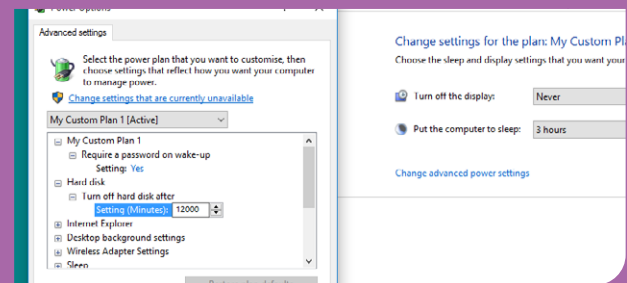 Power Options
Advanced settings
Select the power plan that you want to customise, then
choose settings that reflect how you want your computer
to manage power.
Change settings that are currently unavailable
My Custom Plan 1 [Active]
My Custom Plan 1
Require a password on wake-up
Setting: Yes
Hard disk
Turn off hard disk after
Setting (Minutes): 12000
Internet Explorer
Desktop background settings
Wireless Adapter Settings
Sleep
Change settings for the plan: My Custom Pl
Choose the sleep and display settings that you want your
Turn off the display: Never
Put the computer to sleep: 3 hours
Change advanced power settings